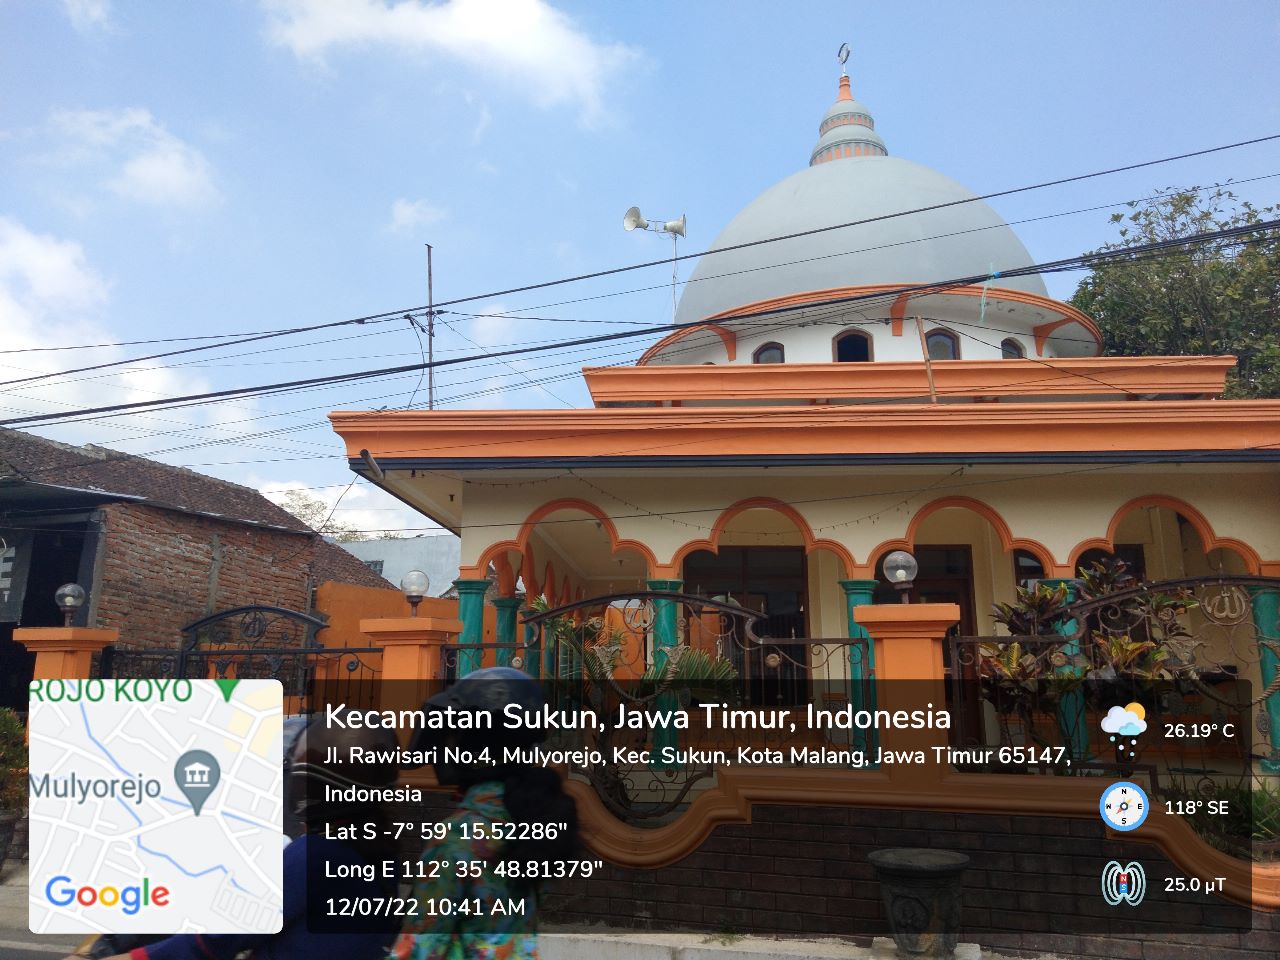 ROJO KOYO
Mulyorejo
Google
Kecamatan Sukun, Jawa Timur, Indonesia
Jl. Rawisari No.4, Mulyorejo, Kec. Sukun, Kota Malang, Jawa Timur 65147,
Indonesia
Lat S -7° 59' 15.52286"
Long E 112° 35' 48.81379"
12/07/22 10:41 AM
26.19° C
N
W E
S
118° SE
N
S
25.0 µT